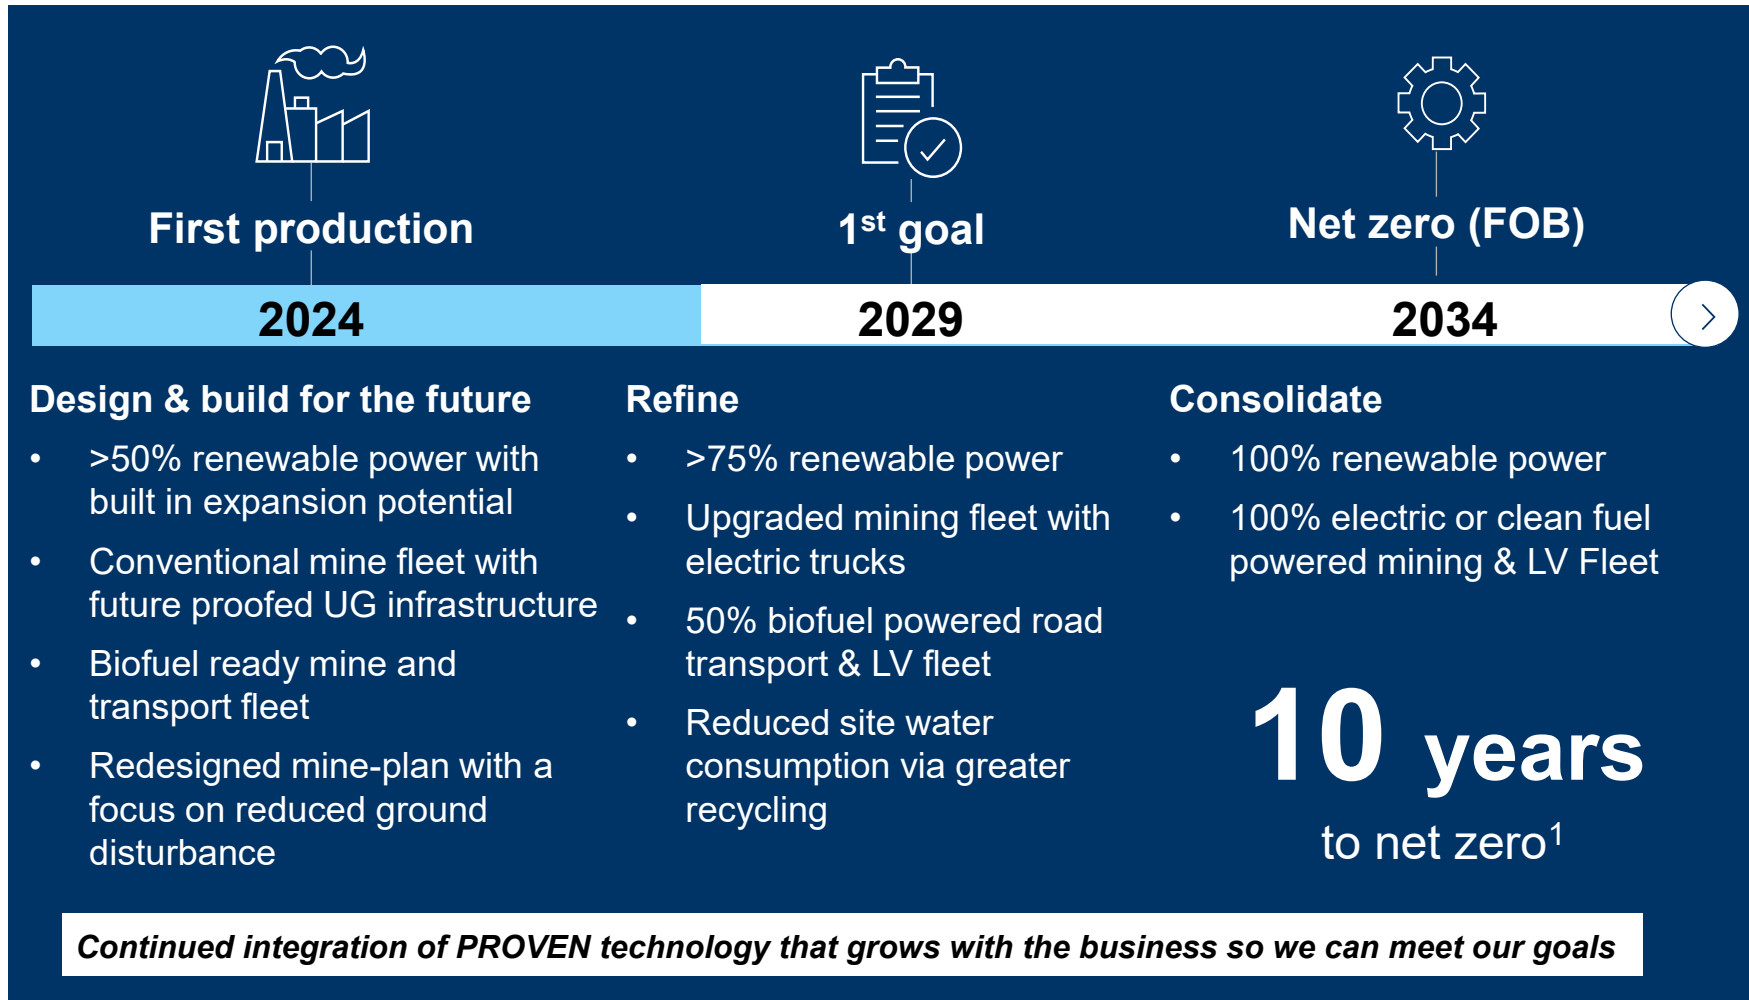 First production
1st goal
Net zero (FOB)
2024
2029
2034
Design & build for the future
• >50% renewable power with
built in expansion potential
• Conventional mine fleet with
future proofed UG infrastructure
• Biofuel ready mine and
transport fleet
• Redesigned mine-plan with a
focus on reduced ground
disturbance
Refine
• >75% renewable power
• Upgraded mining fleet with
electric trucks
• 50% biofuel powered road
transport & LV fleet
• Reduced site water
consumption via greater
recycling
Consolidate
• 100% renewable power
• 100% electric or clean fuel
powered mining & LV Fleet
10 years
to net zero1
Continued integration of PROVEN technology that grows with the business so we can meet our goals